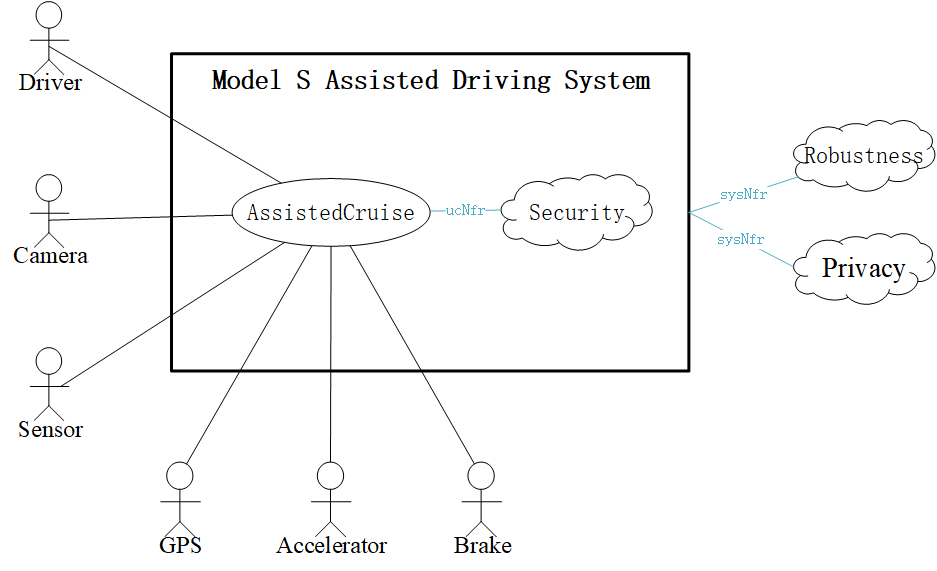 Driver
Model S Assisted Driving System
Robustness
sysNfr
AssistedCruise
ucNfr
Security
sysNfr
Camera
Privacy
Sensor
GPS
Accelerator
Brake